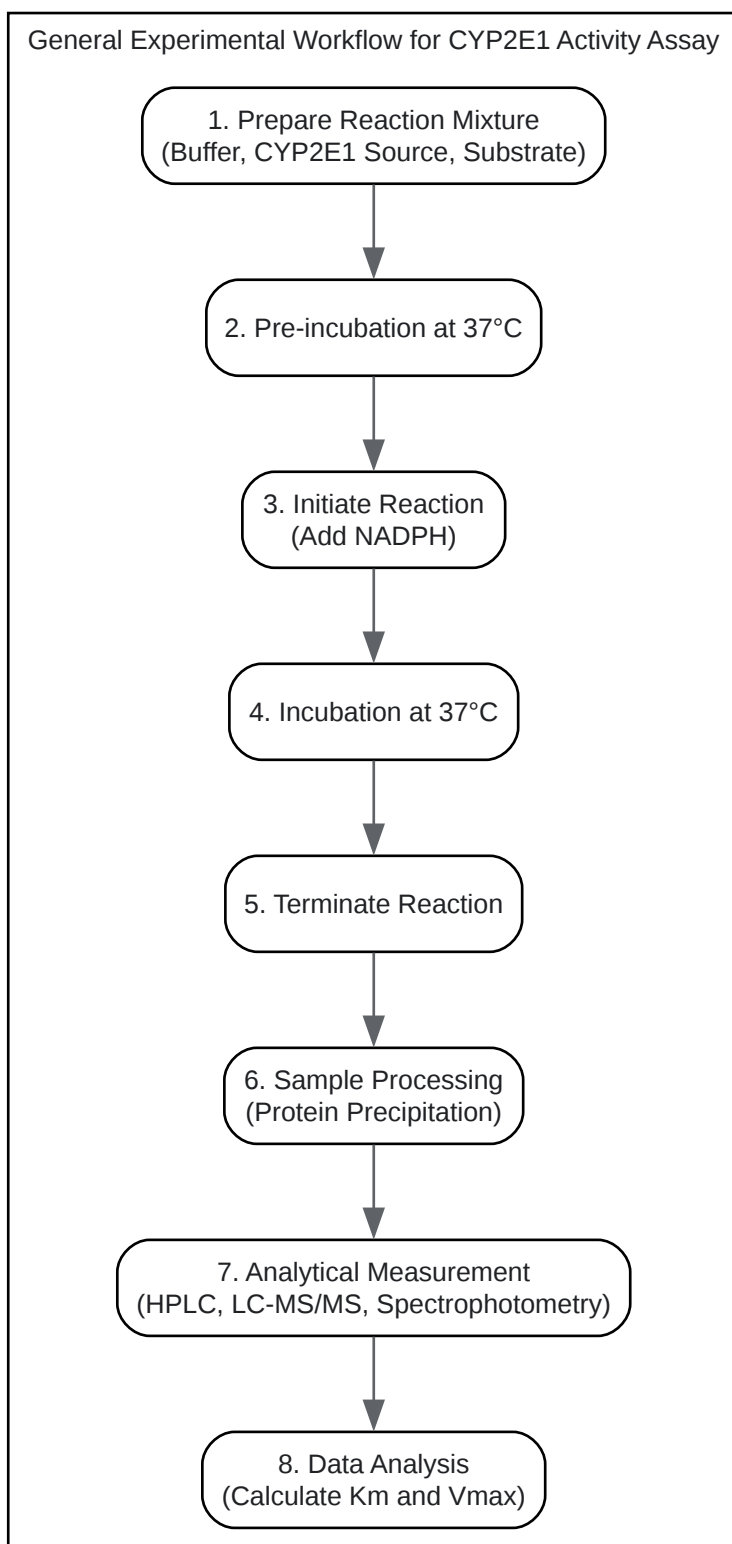 General Experimental Workflow for CYP2E1 Activity Assay
1. Prepare Reaction Mixture
(Buffer, CYP2E1 Source, Substrate)
2. Pre-incubation at 37°C
3. Initiate Reaction
(Add NADPH)
4. Incubation at 37°C
5. Terminate Reaction
6. Sample Processing
(Protein Precipitation)
7. Analytical Measurement
(HPLC, LC-MS/MS, Spectrophotometry)
8. Data Analysis
(Calculate Km and Vmax)